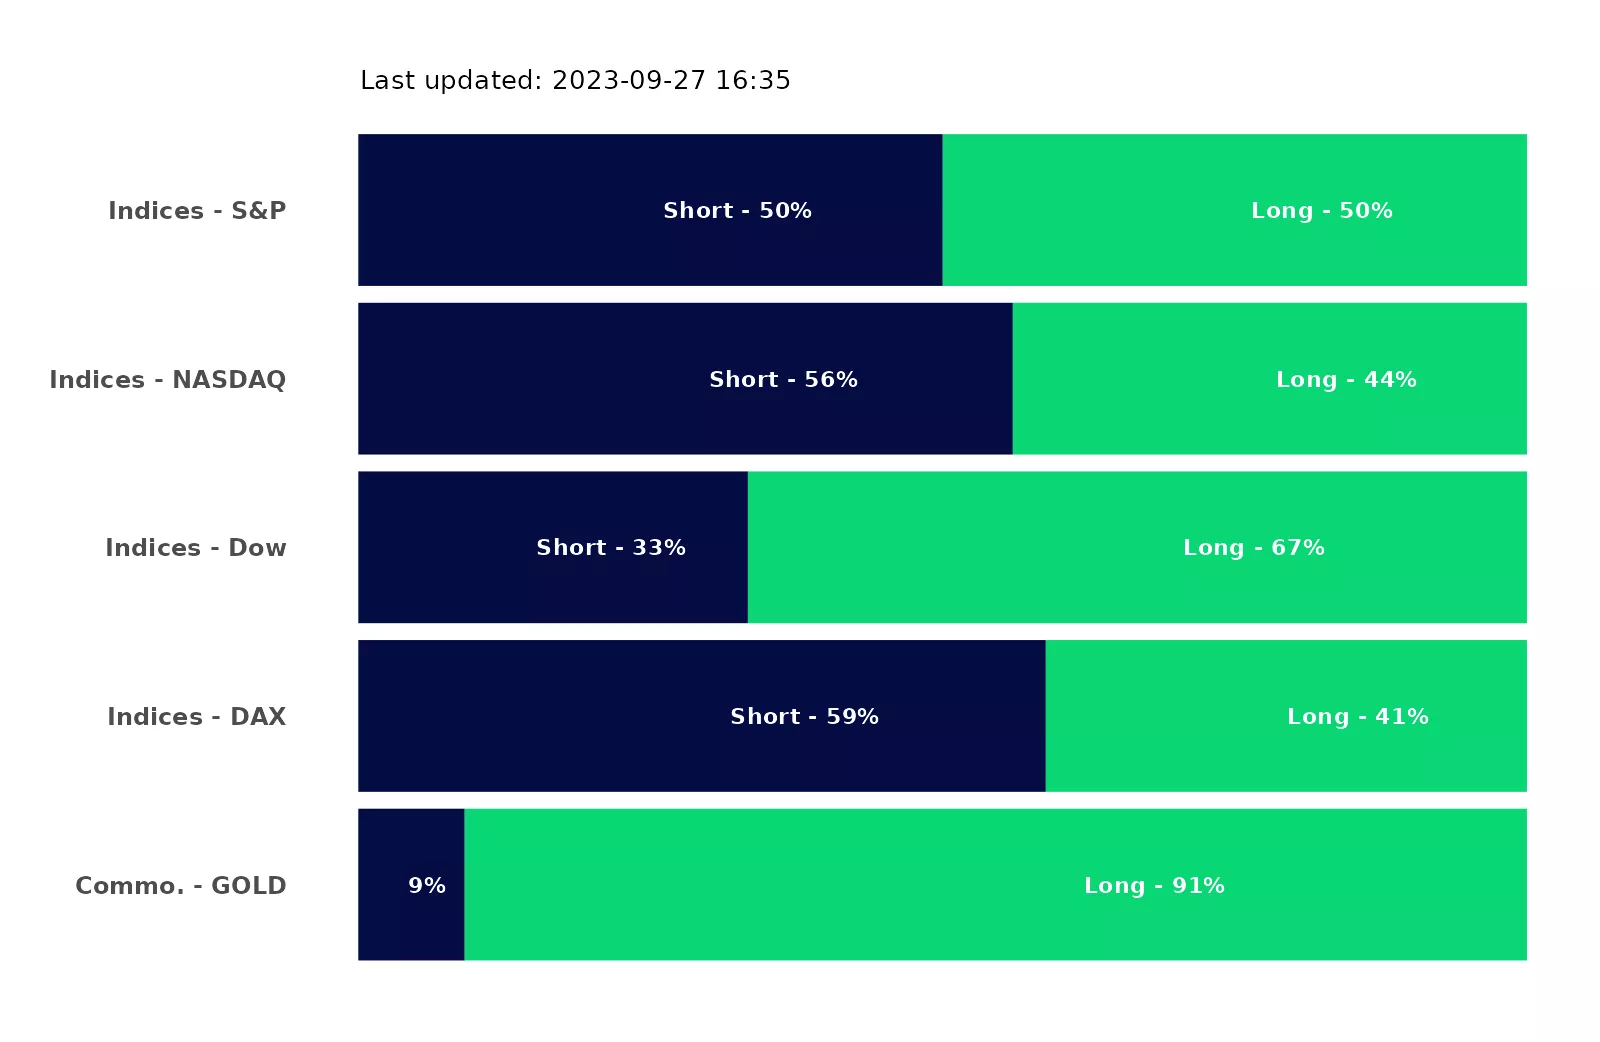 Last updated: 2023-09-27 16:35
Indices - S&P Short - 50% Long - 50%
Indices - NASDAQ Short - 56% Long - 44%
Indices - Dow Short - 33% Long - 67%
Indices - DAX Short - 59% Long - 41%
Commo. - GOLD 9% Long - 91%